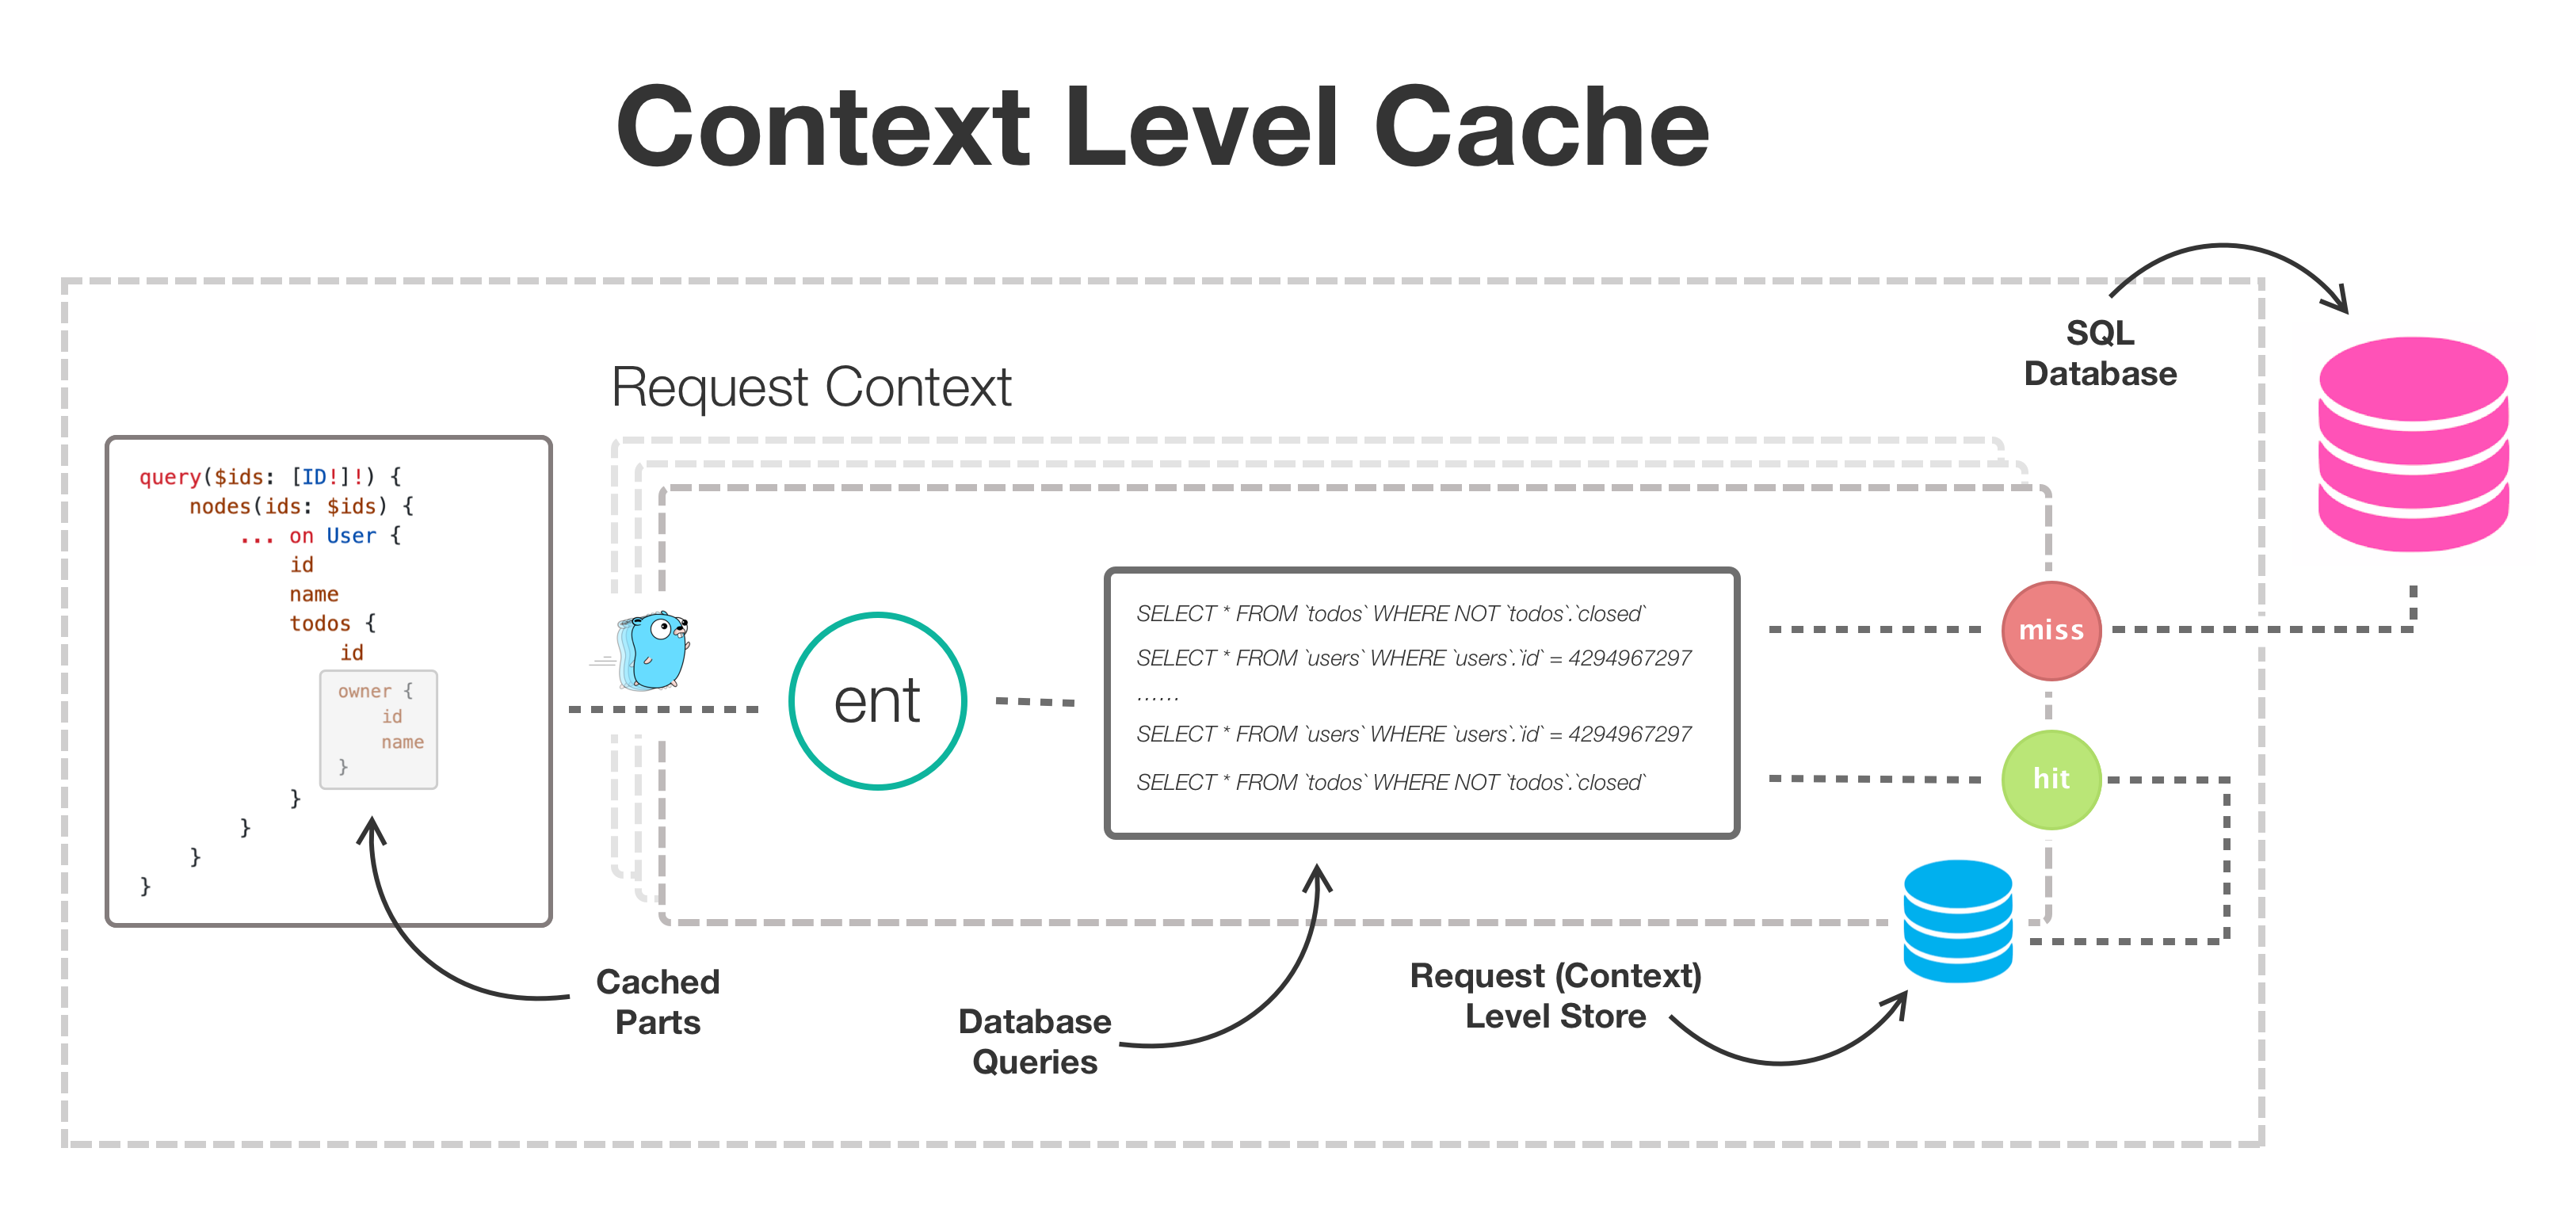 Context Level Cache
SQL
Database
Request Context
query($ids: [ID!]!) {
nodes(ids: $ids) {
... on User {
id
name
todos {
id
owner {
id
name
}
}
}
}
}
ent
SELECT * FROM `todos` WHERE NOT `todos`.`closed`
SELECT * FROM `users` WHERE `users`.`id` = 4294967297
......
SELECT * FROM `users` WHERE `users`.`id` = 4294967297
SELECT * FROM `todos` WHERE NOT `todos`.`closed`
miss
hit
Cached
Parts
Database
Queries
Request (Context)
Level Store